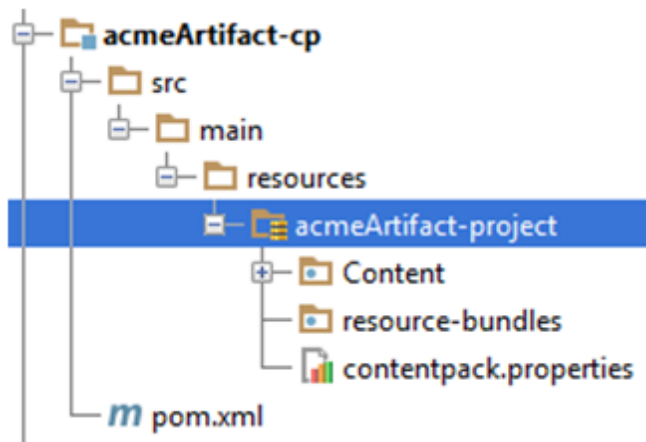 acmeArtifact-cp
src
main
resources
acmeArtifact-project
Content
resource-bundles
contentpack.properties
m pom.xml